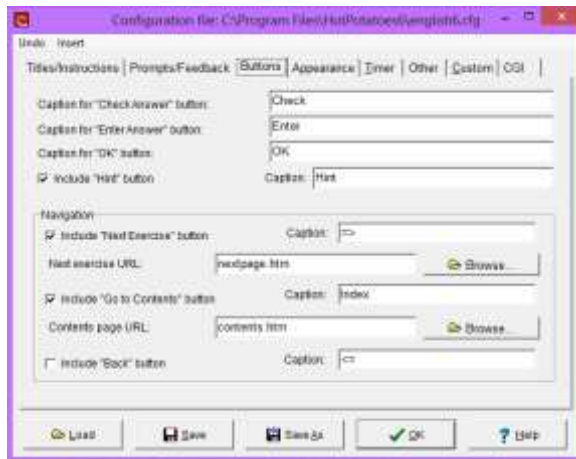 Configuration file: C:\Program Files\HotPotatoes6\english6.cfg
Undo Insert
Titles/Instructions Prompts/Feedback Buttons Appearance Timer Other Custom CGI
Caption for "Check Answer" button: Check
Caption for "Enter Answer" button: Enter
Caption for "OK" button: OK
Include "Hint" button Caption: Hint
Navigation
Include "Next Exercise" button Caption: =>
Next exercise URL: nextpage.htm Browse...
Include "Go to Contents" button Caption: Index
Contents page URL: contents.htm Browse...
Include "Back" button Caption: <=
Load Save Save As OK Help